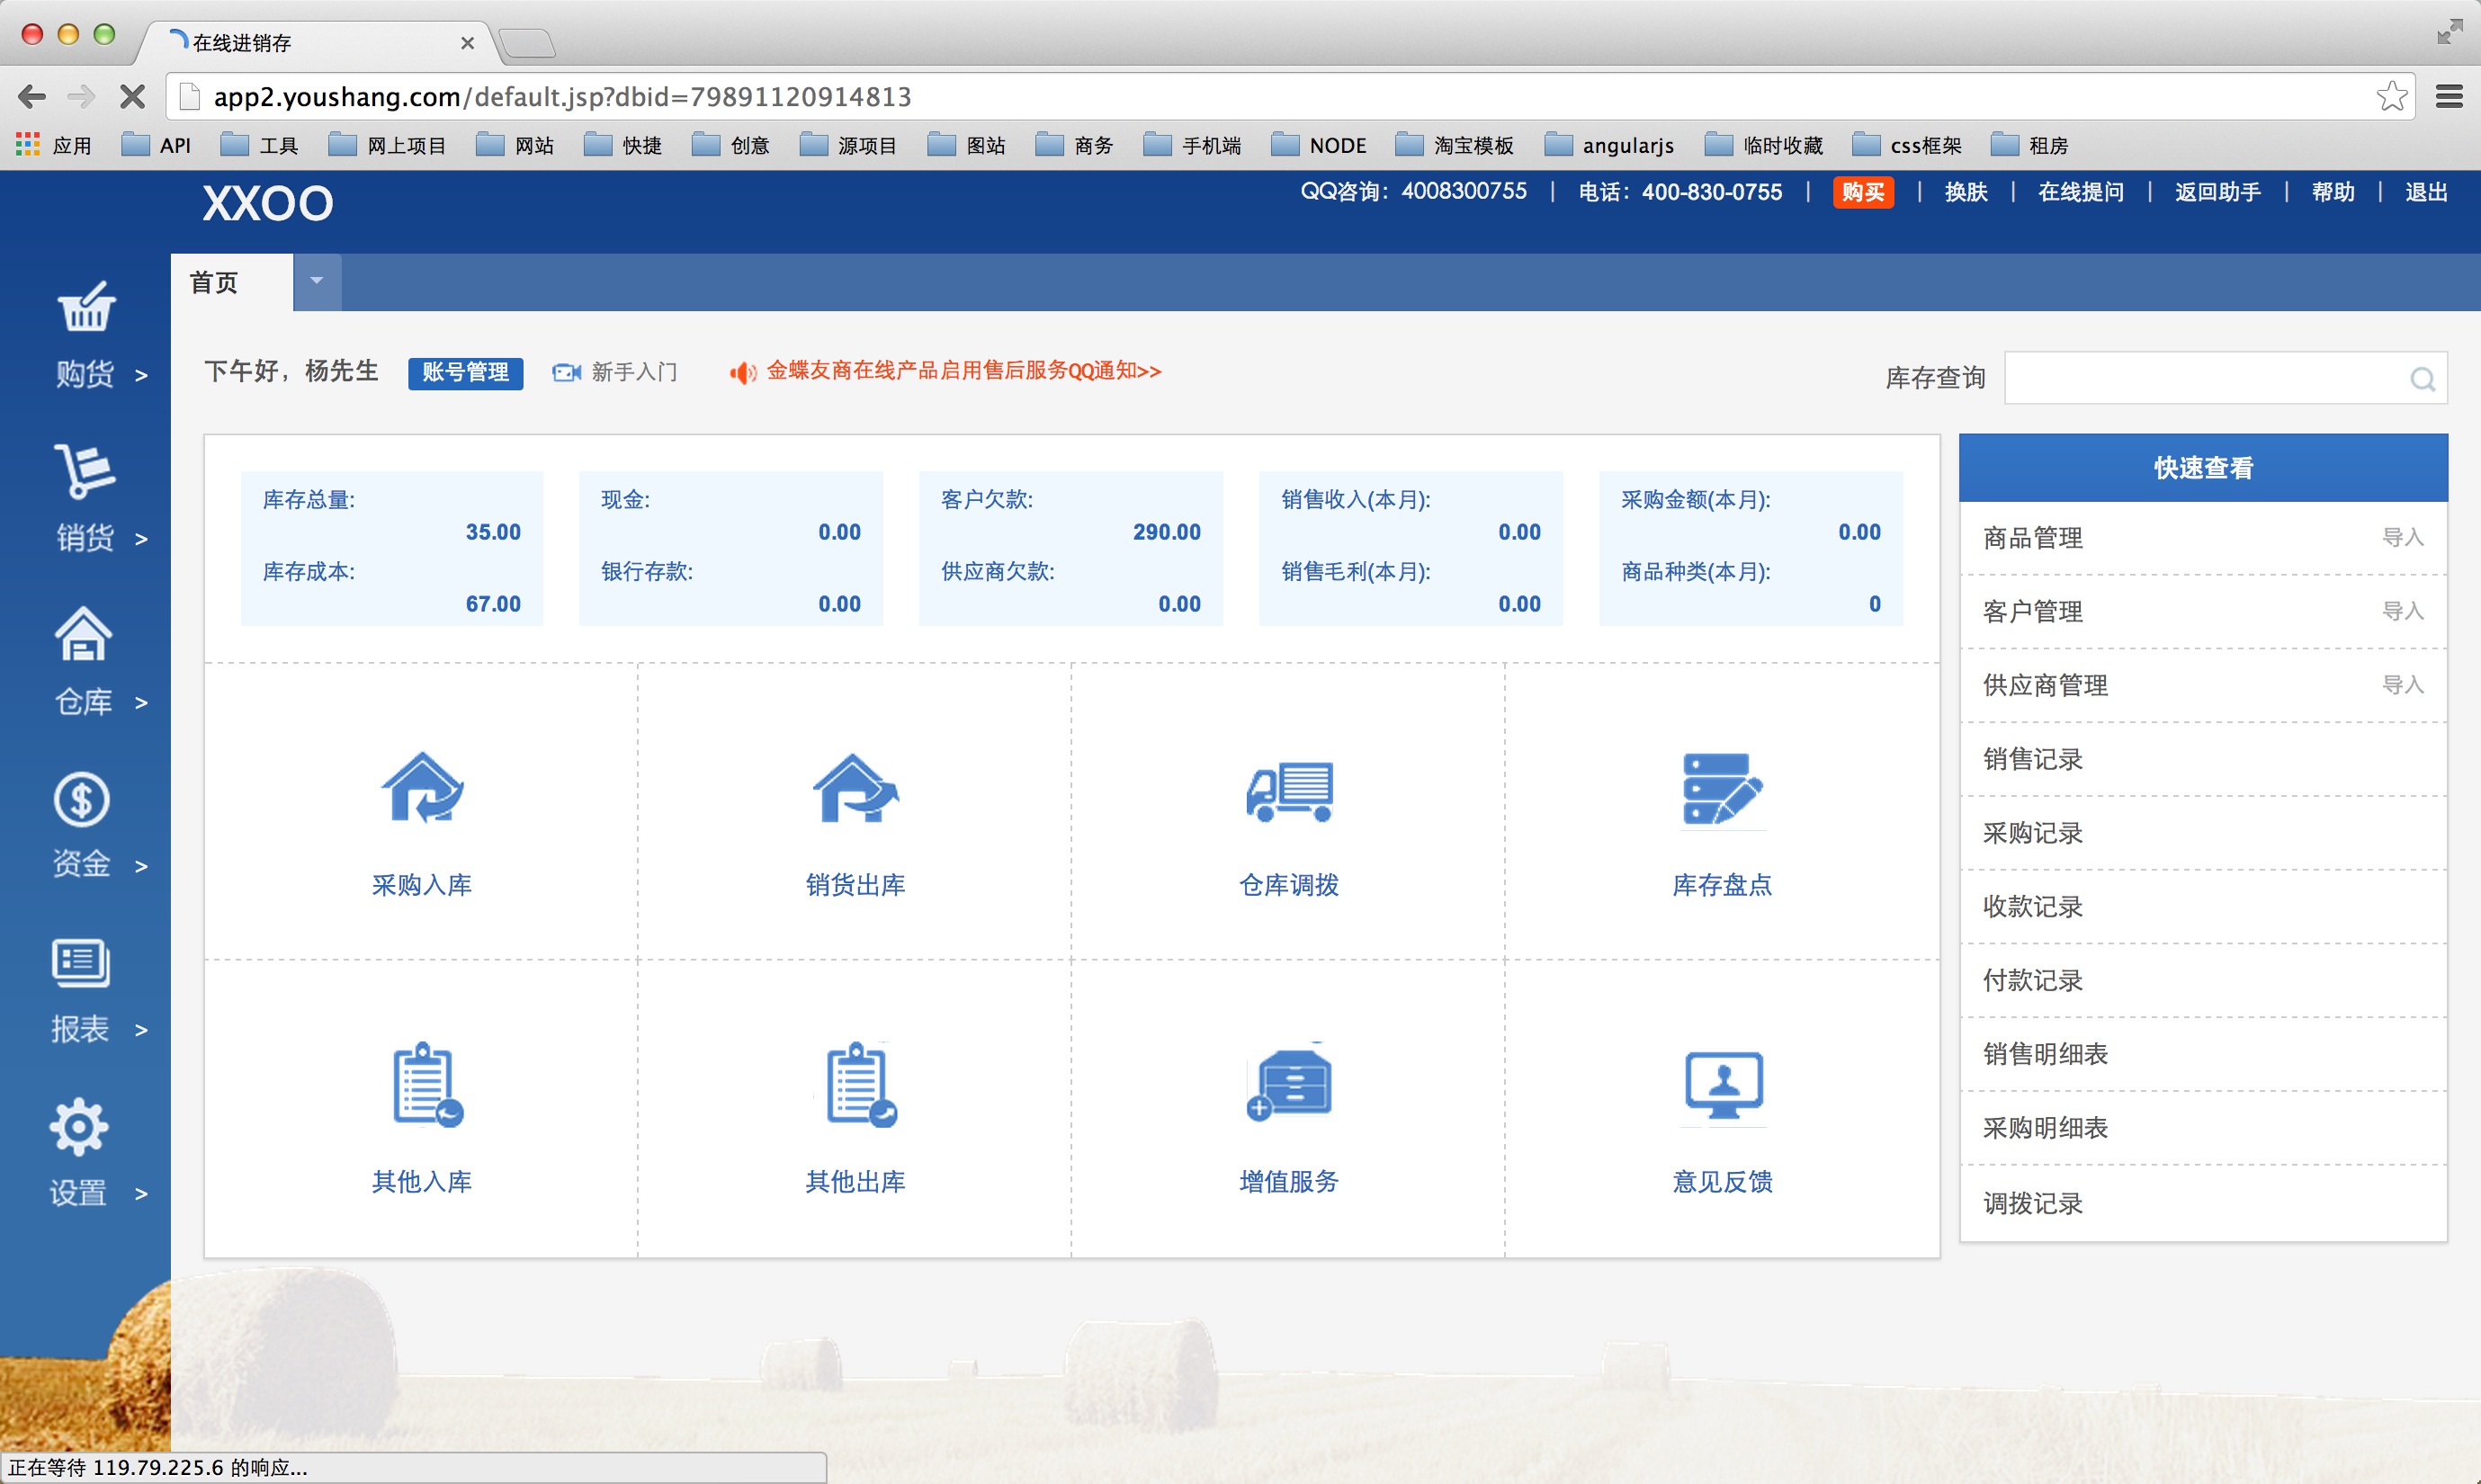 在线进销存
app2.youshang.com/default.jsp?dbid=79891120914813
应用 API 工具 网上项目 网站 快捷 创意 源项目 图站 商务 手机端 NODE 淘宝模板 angularjs 临时收藏 css框架 租房
XXOO
QQ咨询：4008300755 | 电话：400-830-0755 | 购买 | 换肤 | 在线提问 | 返回助手 | 帮助 | 退出
首页
下午好，杨先生 账号管理 新手入门 金蝶友商在线产品启用售后服务QQ通知>>
库存查询
购货 >
销货 >
仓库 >
资金 >
报表 >
设置 >
库存总量:
35.00
库存成本:
67.00
现金:
0.00
银行存款:
0.00
客户欠款:
290.00
供应商欠款:
0.00
销售收入(本月):
0.00
销售毛利(本月):
0.00
采购金额(本月):
0.00
商品种类(本月):
0
采购入库
销货出库
仓库调拨
库存盘点
其他入库
其他出库
增值服务
意见反馈
快速查看
商品管理 导入
客户管理 导入
供应商管理 导入
销售记录
采购记录
收款记录
付款记录
销售明细表
采购明细表
调拨记录
正在等待 119.79.225.6 的响应...